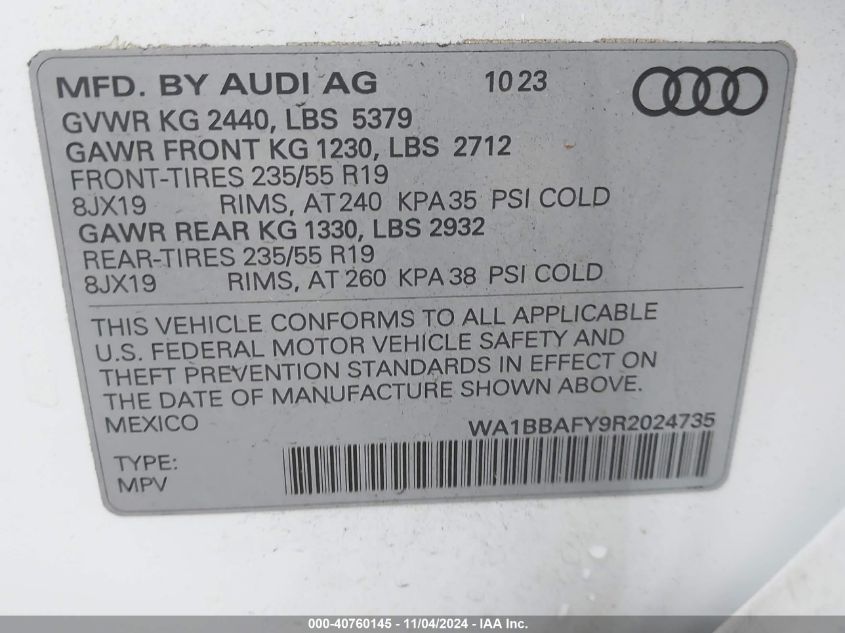 MFD. BY AUDI AG 10 23
GVWR KG 2440, LBS 5379
GAWR FRONT KG 1230, LBS 2712
FRONT-TIRES 235/55 R19
8JX19 RIMS, AT 240 KPA 35 PSI COLD
GAWR REAR KG 1330, LBS 2932
REAR-TIRES 235/55 R19
8JX19 RIMS, AT 260 KPA 38 PSI COLD
THIS VEHICLE CONFORMS TO ALL APPLICABLE
U.S. FEDERAL MOTOR VEHICLE SAFETY AND
THEFT PREVENTION STANDARDS IN EFFECT ON
THE DATE OF MANUFACTURE SHOWN ABOVE.
MEXICO WA1BBAFY9R2024735
TYPE:
MPV
000-40760145 - 11/04/2024 - WA, IAA Inc.